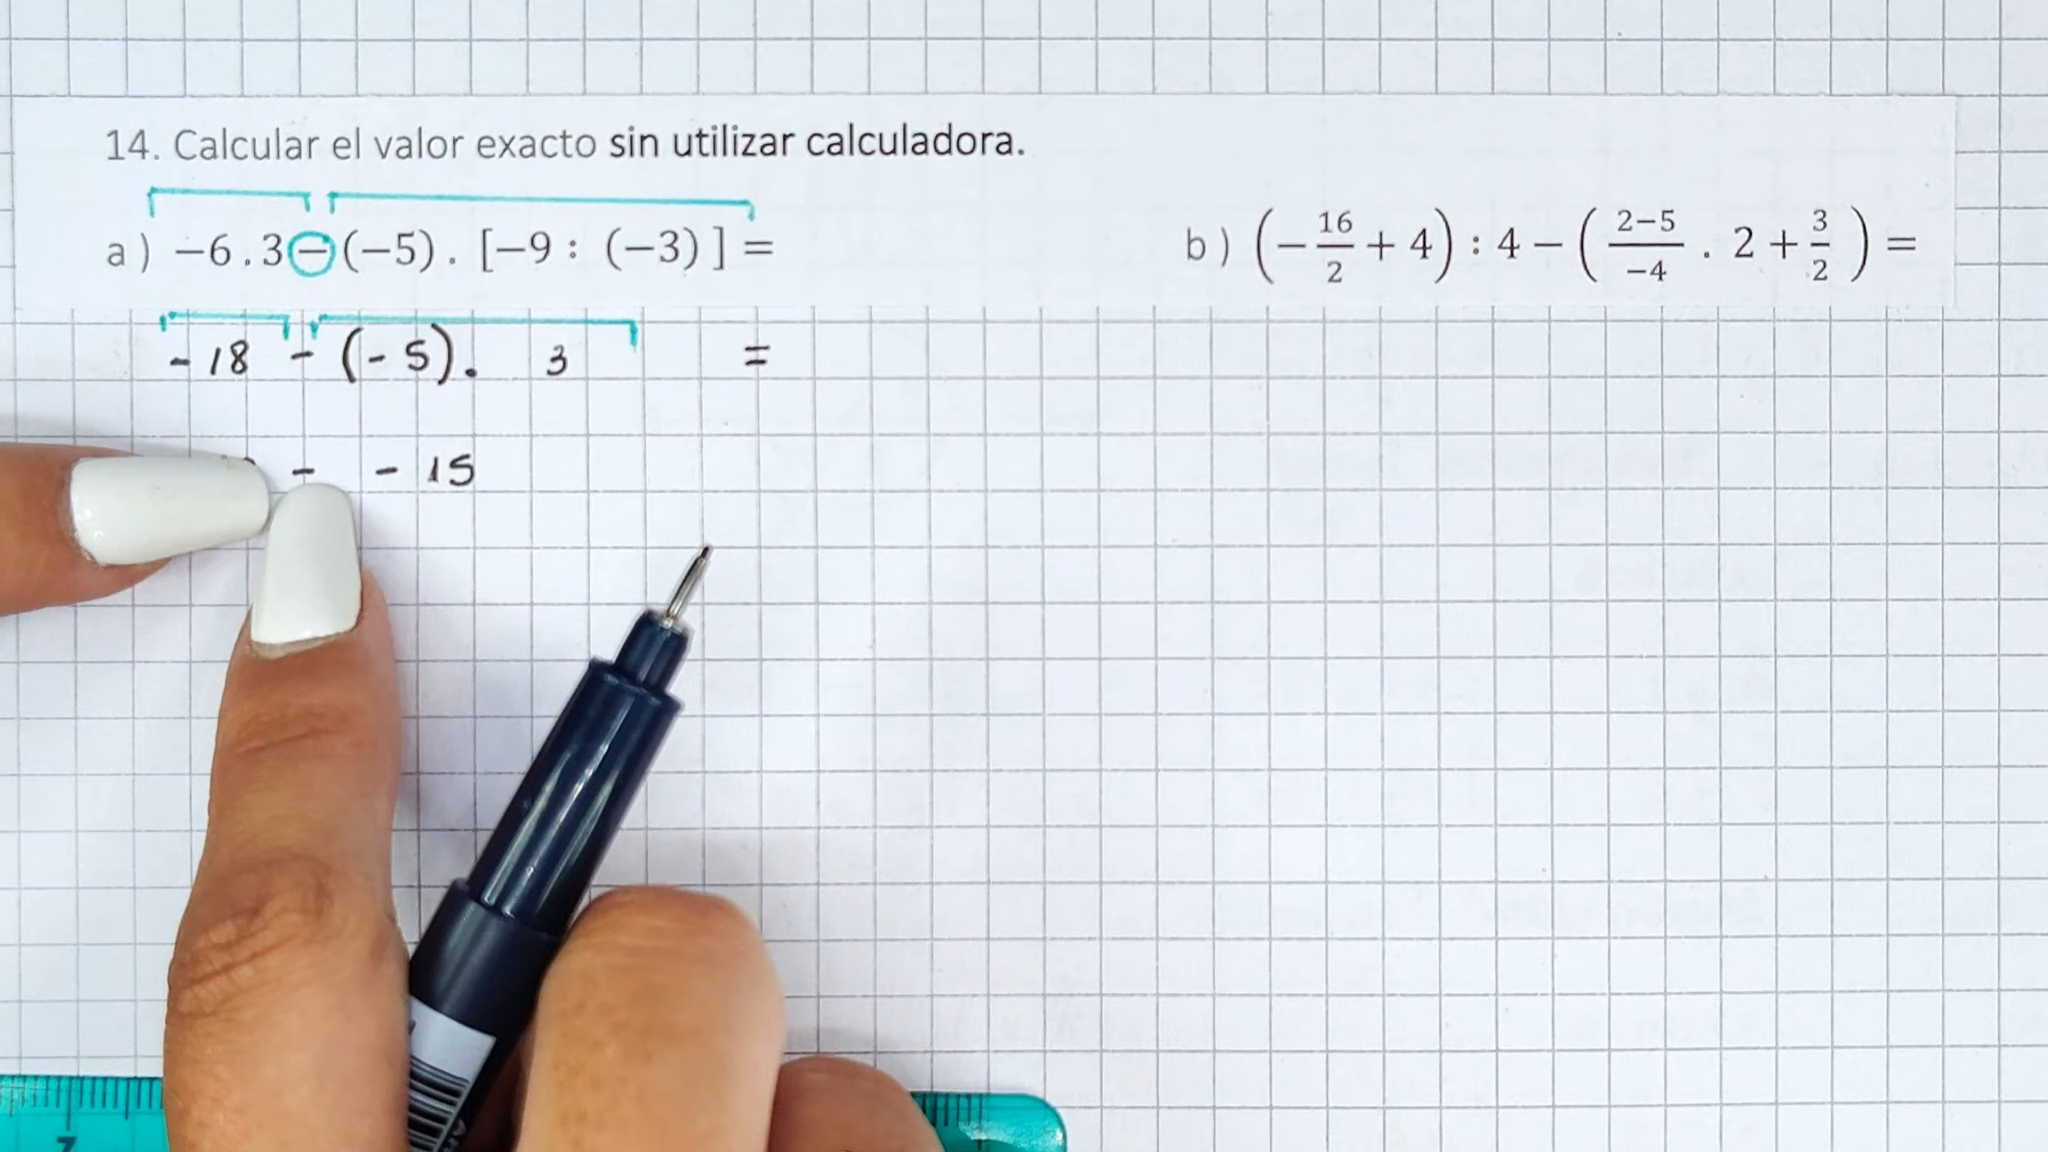 14. Calcular el valor exacto sin utilizar calculadora.
a) −6 . 3 − (−5) . [−9 : (−3) ] =
b) (−16/2 + 4) : 4 − ((2−5)/(−4) . 2 + 3/2) =
- 18 - (- 5). 3 =
- - 15